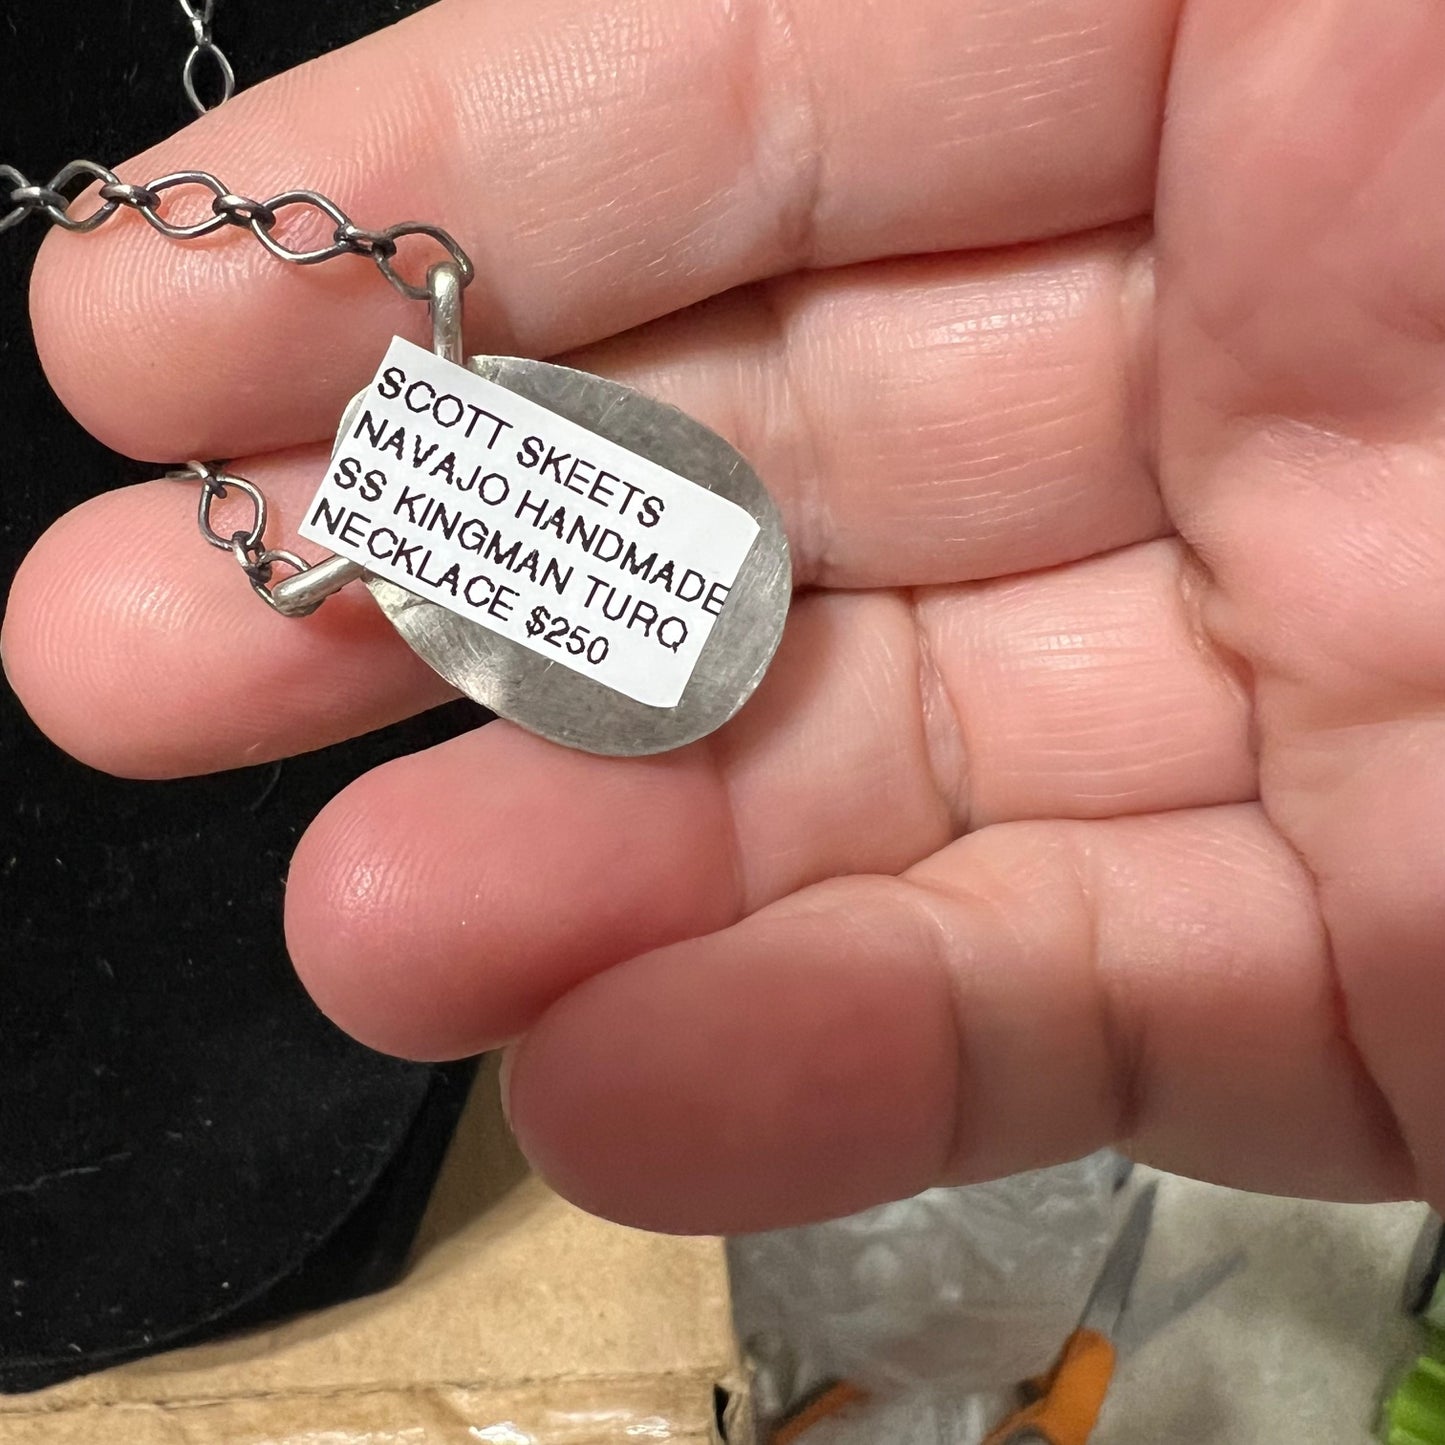 SCOTT SKEETS
NAVAJO HANDMADE
SS KINGMAN TURQ
NECKLACE $250